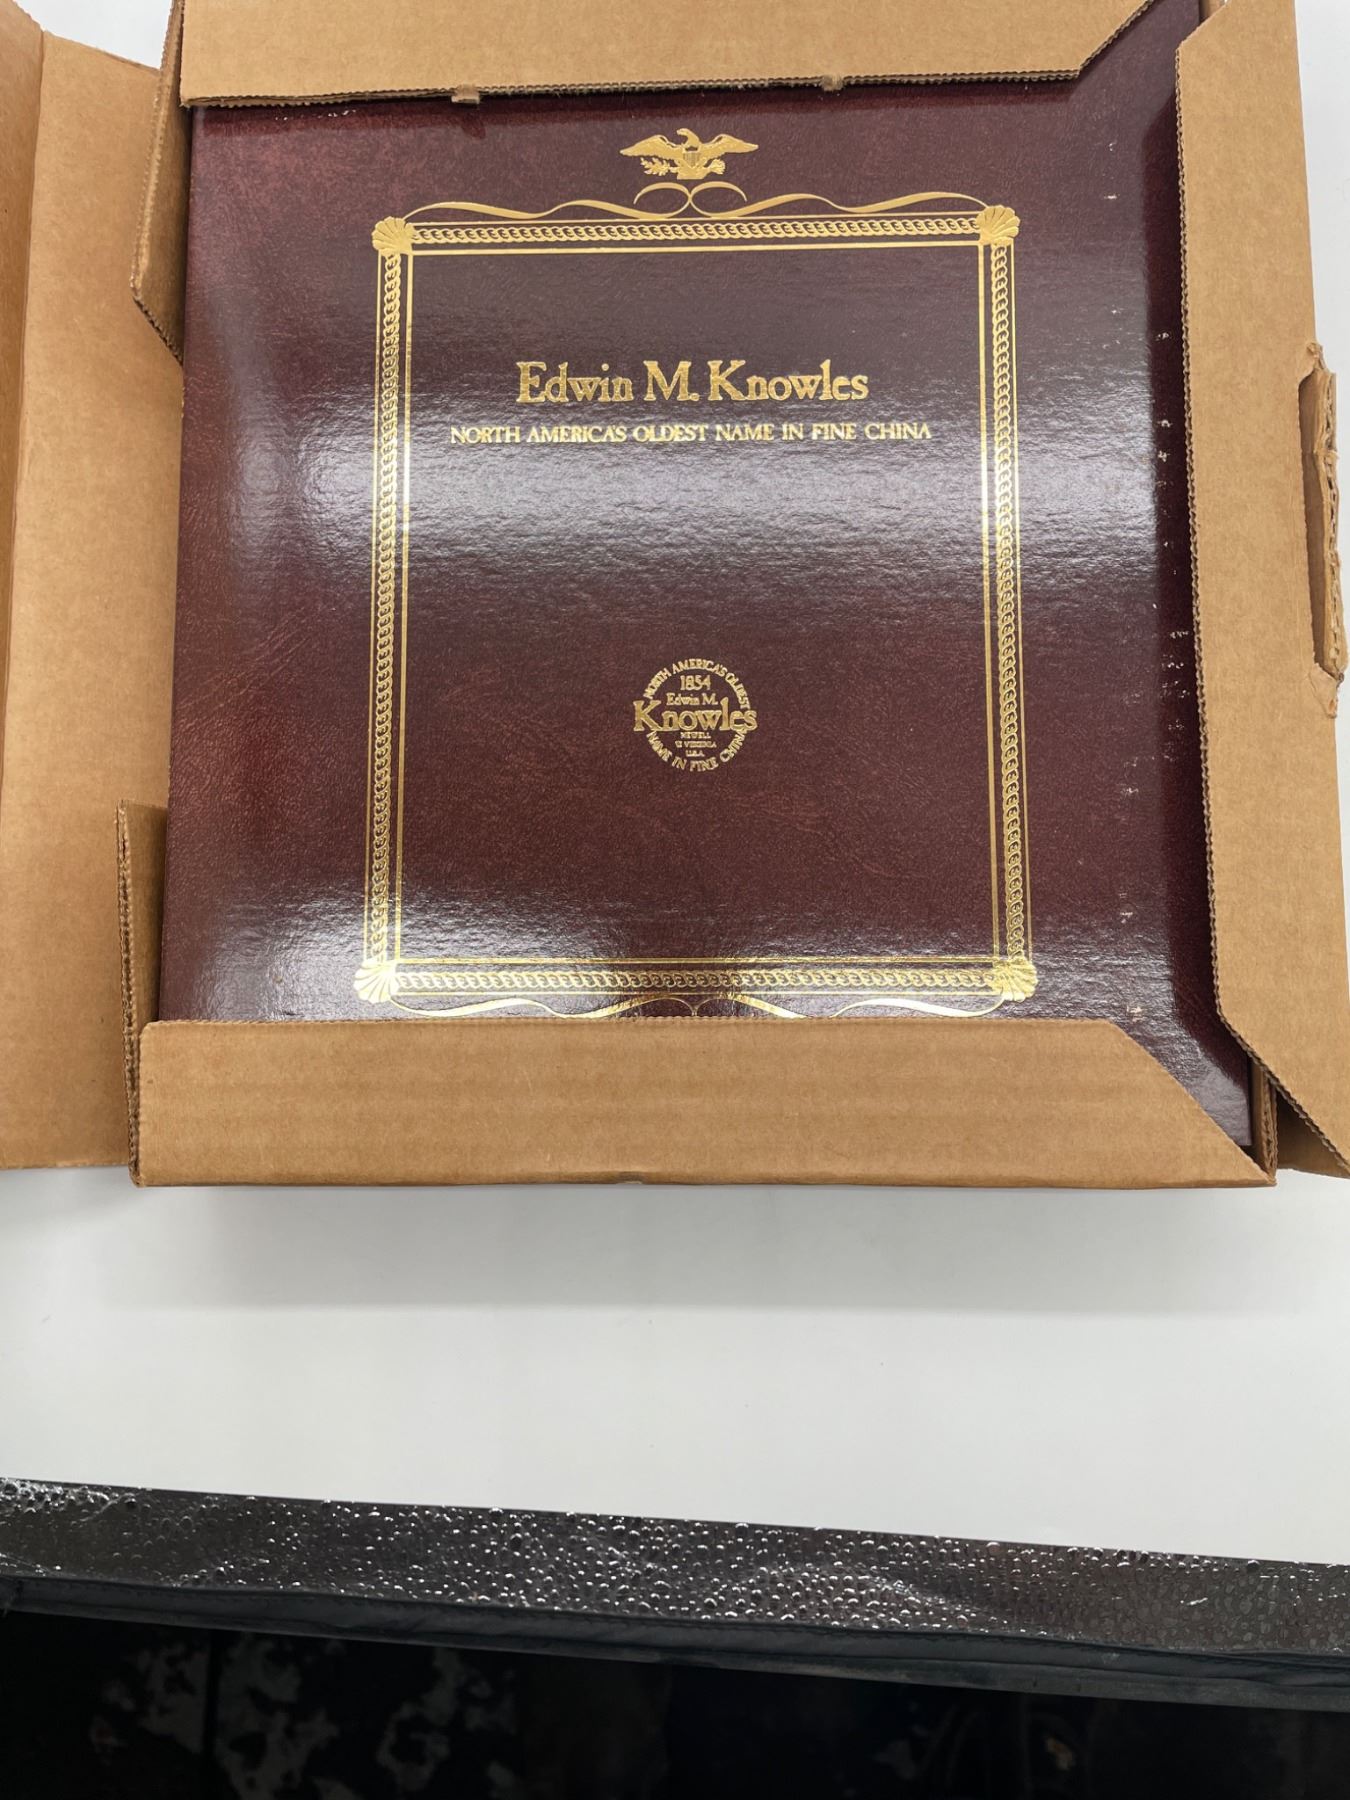 Edwin M. Knowles
NORTH AMERICA'S OLDEST NAME IN FINE CHINA
NORTH AMERICA'S OLDEST
1854
Edwin M.
Knowles
NEWELL
W VIRGINIA
U.S.A.
NAME IN FINE CHINA